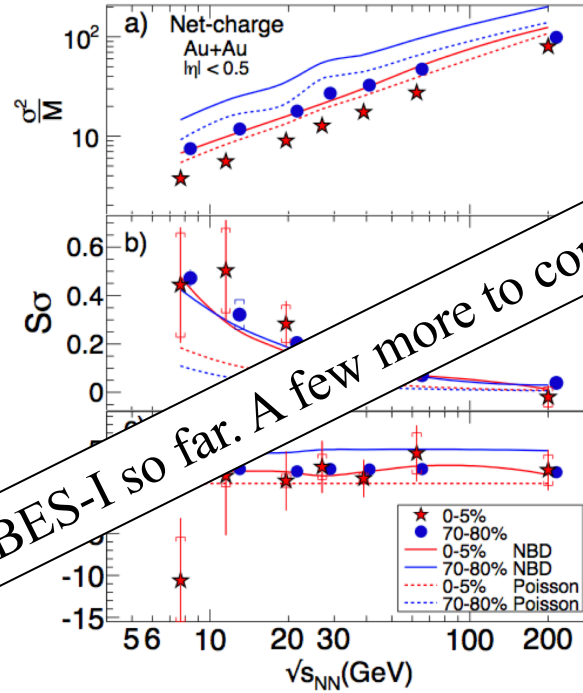 a) Net-charge
Au+Au
|η| < 0.5
10²
10
σ²/M
b)
0.6
0.4
0.2
0
Sσ
BES-I so far. A few more to
-10
-15
0-5%
70-80%
0-5% NBD
70-80% NBD
0-5% Poisson
70-80% Poisson
5 6 10 20 30 100 200
√sNN(GeV)